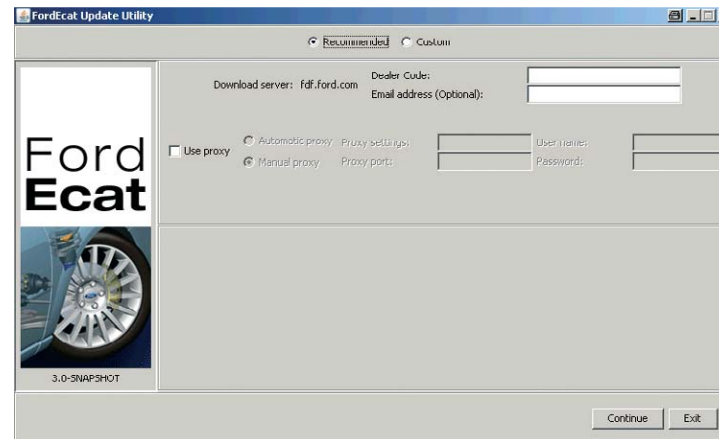 FordEcat Update Utility
Recommended Custom
Download server: fdf.ford.com
Dealer Code:
Email address (Optional):
Use proxy
Automatic proxy Proxy settings: User name:
Manual proxy Proxy port: Password:
Ford
Ecat
3.0-SNAPSHOT
Continue Exit